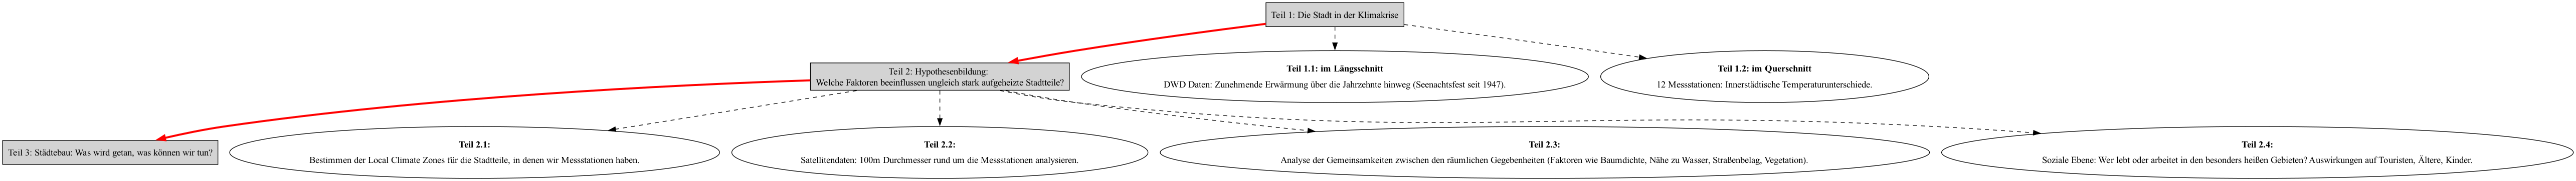 Teil 1: Die Stadt in der Klimakrise
Teil 2: Hypothesenbildung:
Welche Faktoren beeinflussen ungleich stark aufgeheizte Stadtteile?
Teil 1.1: im Längsschnitt
DWD Daten: Zunehmende Erwärmung über die Jahrzehnte hinweg (Seenachtsfest seit 1947).
Teil 1.2: im Querschnitt
12 Messstationen: Innerstädtische Temperaturunterschiede.
Teil 3: Städtebau: Was wird getan, was können wir tun?
Teil 2.1:
Bestimmen der Local Climate Zones für die Stadtteile, in denen wir Messstationen haben.
Teil 2.2:
Satellitendaten: 100m Durchmesser rund um die Messstationen analysieren.
Teil 2.3:
Analyse der Gemeinsamkeiten zwischen den räumlichen Gegebenheiten (Faktoren wie Baumdichte, Nähe zu Wasser, Straßenbelag, Vegetation).
Teil 2.4:
Soziale Ebene: Wer lebt oder arbeitet in den besonders heißen Gebieten? Auswirkungen auf Touristen, Ältere, Kinder.